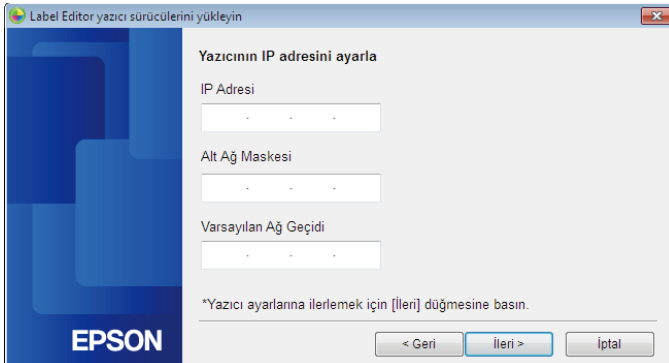 Label Editor yazıcı sürücülerini yükleyin
Yazıcının IP adresini ayarla
IP Adresi
. . .
Alt Ağ Maskesi
. . .
Varsayılan Ağ Geçidi
. . .
*Yazıcı ayarlarına ilerlemek için [İleri] düğmesine basın.
EPSON
< Geri
İleri >
İptal